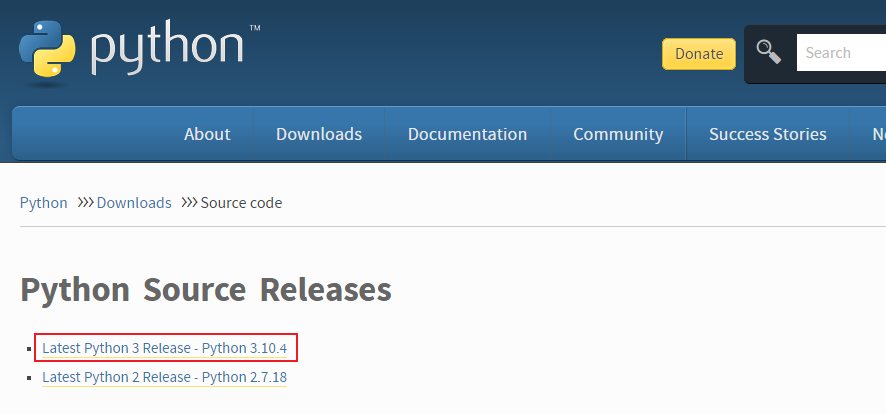 python™
Donate
Search
About Downloads Documentation Community Success Stories
Python >>> Downloads >>> Source code
Python Source Releases
Latest Python 3 Release - Python 3.10.4
Latest Python 2 Release - Python 2.7.18